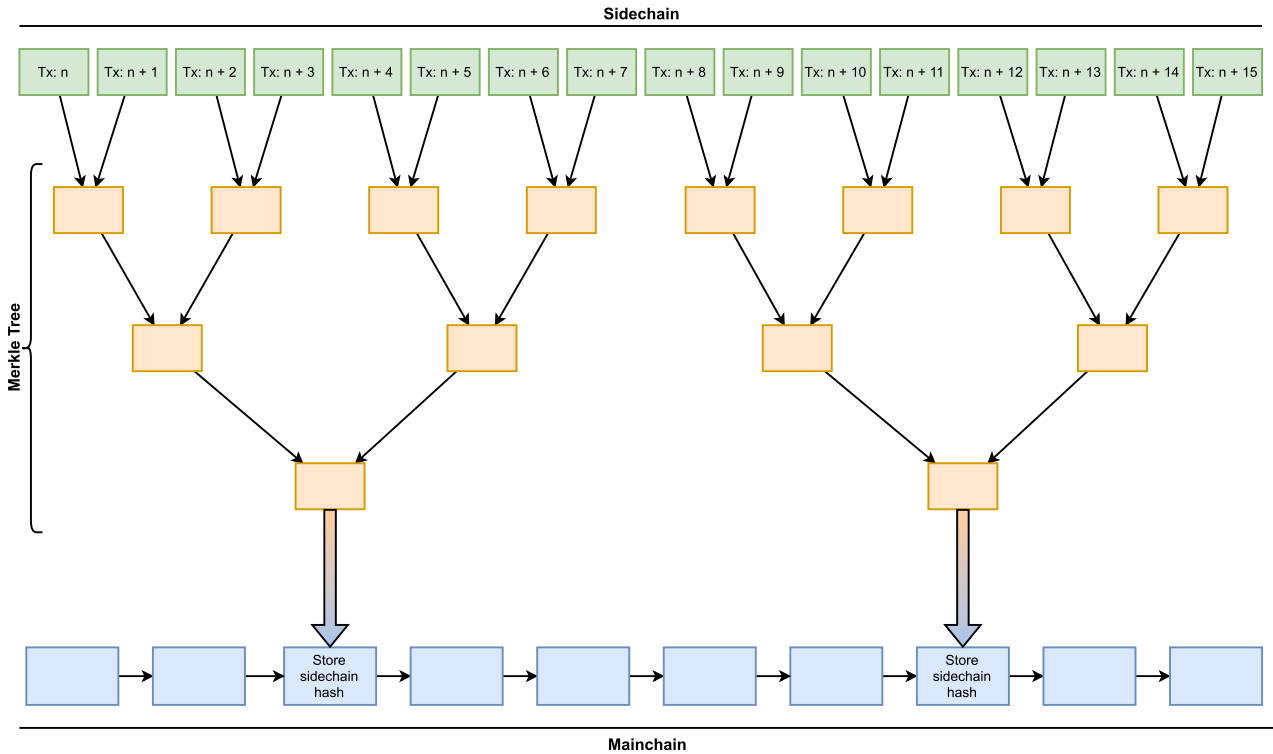 Sidechain
Tx: n
Tx: n + 1
Tx: n + 2
Tx: n + 3
Tx: n + 4
Tx: n + 5
Tx: n + 6
Tx: n + 7
Tx: n + 8
Tx: n + 9
Tx: n + 10
Tx: n + 11
Tx: n + 12
Tx: n + 13
Tx: n + 14
Tx: n + 15
Merkle Tree
Store
sidechain
hash
Store
sidechain
hash
Mainchain